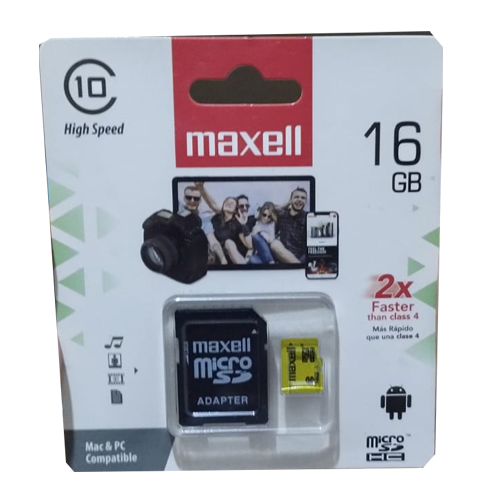 10
High Speed
maxell
16
GB
2x
Faster
than class 4
Más Rápido
que una clase 4
maxell
micro
SD
ADAPTER
maxell
Mac & PC
Compatible
micro
SD
HC